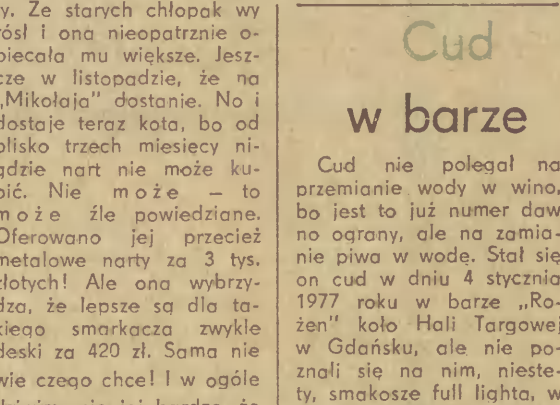 y. Ze starych chłopak wy
rósł i ona nieopatrznie o-
biecała mu większe. Jesz-
cze w listopadzie, że na
„Mikołaja" dostanie. No i
dostaje teraz kota, bo od
blisko trzech miesięcy ni-
gdzie nart nie może ku-
pić. Nie może — to
może źle powiedziane.
Oferowano jej przecież
metalowe narty za 3 tys.
złotych! Ale ona wybrzy-
dza, że lepsze są dla ta-
kiego smarkacza zwykle
deski za 420 zł. Sama nie
wie czego chce! I w ogóle
Cud
w barze
Cud nie polegał na
przemianie wody w wino,
bo jest to już numer daw
no ograny, ale na zamia-
nie piwa w wodę. Stał się
on cud w dniu 4 stycznia
1977 roku w barze „Ro-
żen" koło Hali Targowej
w Gdańsku, ale nie po-
znali się na nim, nieste-
ty, smakosze full lighta, w